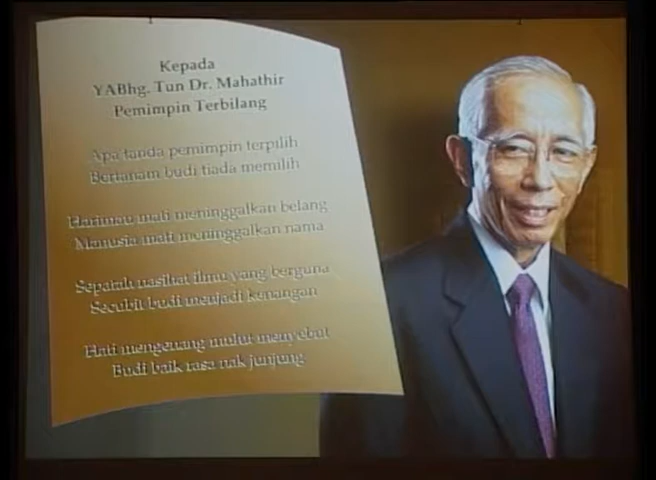 Kepada
YABhg. Tun Dr. Mahathir
Pemimpin Terbilang
Apa tanda pemimpin terpilih
Bertanam budi tiada memilih
Harimau mati meninggalkan belang
Manusia mati meninggalkan nama
Sepatah nasihat ilmu yang berguna
Secubit budi menjadi kenangan
Hati mengenang mulut menyebut
Budi baik rasa nak junjung